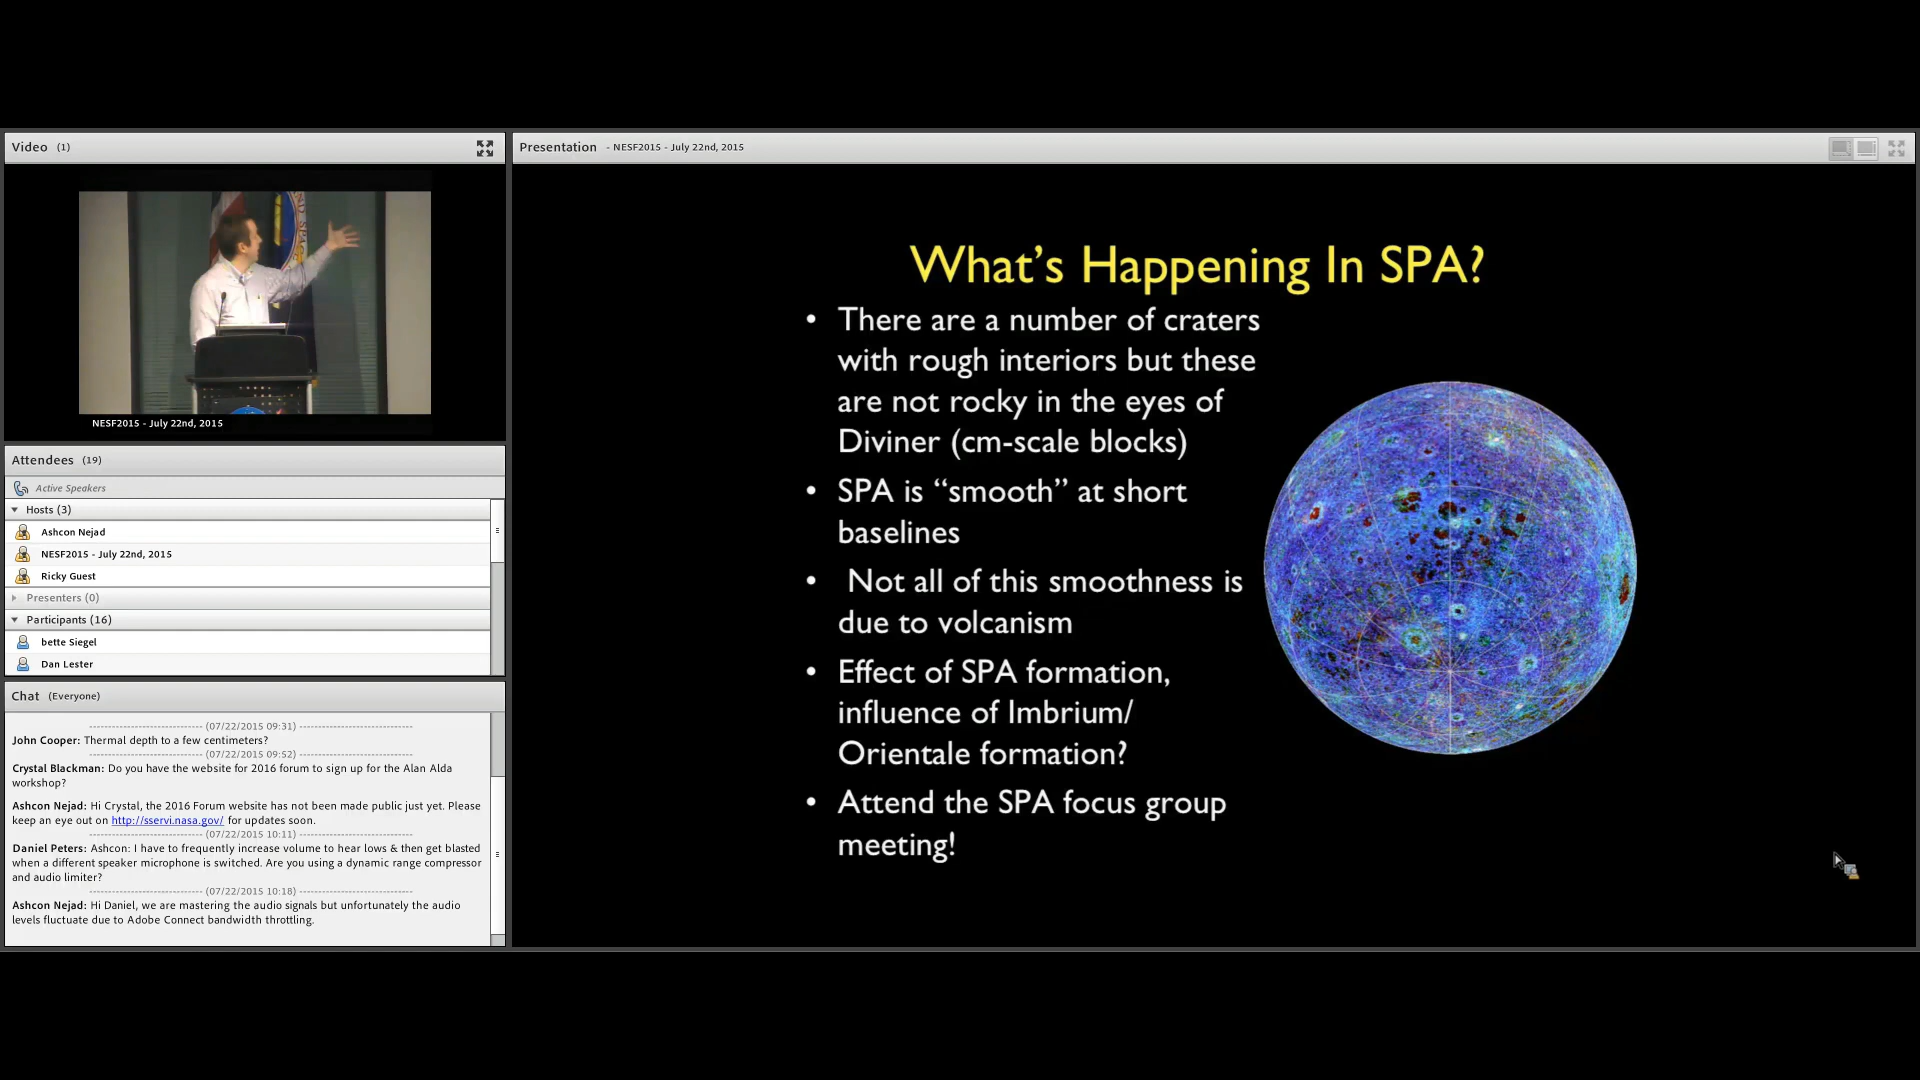 Video (1)
NESF2015 - July 22nd, 2015
Attendees (19)
Active Speakers
Hosts (3)
Ashcon Nejad
NESF2015 - July 22nd, 2015
Ricky Guest
Presenters (0)
Participants (16)
bette Siegel
Dan Lester
Chat (Everyone)
(07/22/2015 09:31)
John Cooper: Thermal depth to a few centimeters?
(07/22/2015 09:52)
Crystal Blackman: Do you have the website for 2016 forum to sign up for the Alan Alda
workshop?
Ashcon Nejad: Hi Crystal, the 2016 Forum website has not been made public just yet. Please
keep an eye out on http://sservi.nasa.gov/ for updates soon.
(07/22/2015 10:11)
Daniel Peters: Ashcon: I have to frequently increase volume to hear lows & then get blasted
when a different speaker microphone is switched. Are you using a dynamic range compressor
and audio limiter?
(07/22/2015 10:18)
Ashcon Nejad: Hi Daniel, we are mastering the audio signals but unfortunately the audio
levels fluctuate due to Adobe Connect bandwidth throttling.
Presentation - NESF2015 - July 22nd, 2015
What's Happening In SPA?
• There are a number of craters
with rough interiors but these
are not rocky in the eyes of
Diviner (cm-scale blocks)
• SPA is “smooth” at short
baselines
• Not all of this smoothness is
due to volcanism
• Effect of SPA formation,
influence of Imbrium/
Orientale formation?
• Attend the SPA focus group
meeting!